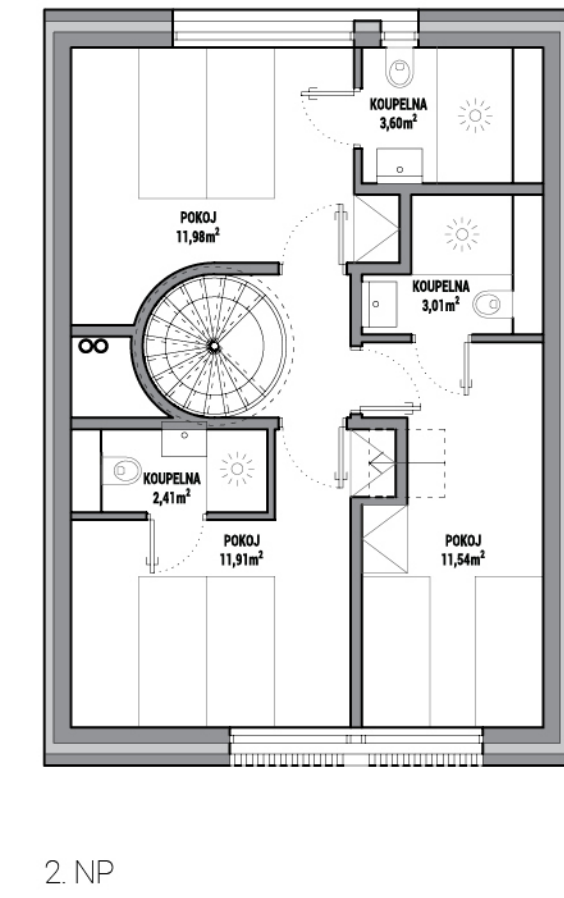 KOUPELNA
3,60m²
POKOJ
11,98m²
KOUPELNA
3,01m²
KOUPELNA
2,41m²
POKOJ
11,91m²
POKOJ
11,54m²
2. NP